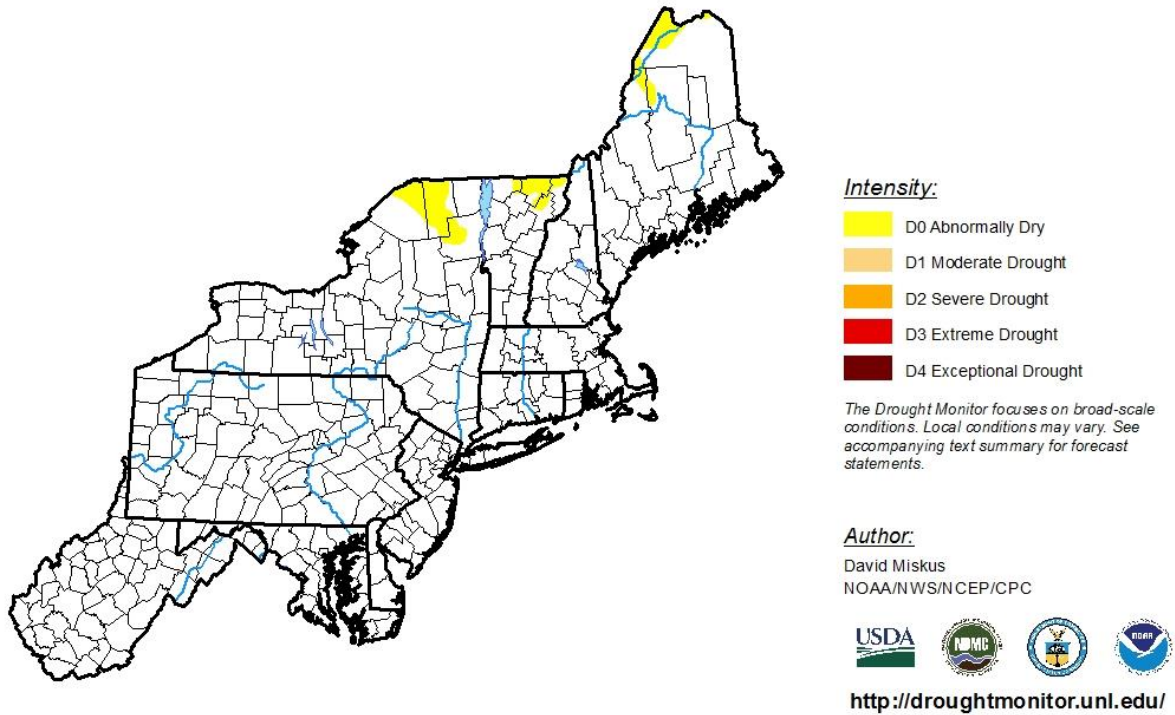 Intensity:
D0 Abnormally Dry
D1 Moderate Drought
D2 Severe Drought
D3 Extreme Drought
D4 Exceptional Drought
The Drought Monitor focuses on broad-scale
conditions. Local conditions may vary. See
accompanying text summary for forecast
statements.
Author:
David Miskus
NOAA/NWS/NCEP/CPC
USDA
NDMC
NOAA
http://droughtmonitor.unl.edu/